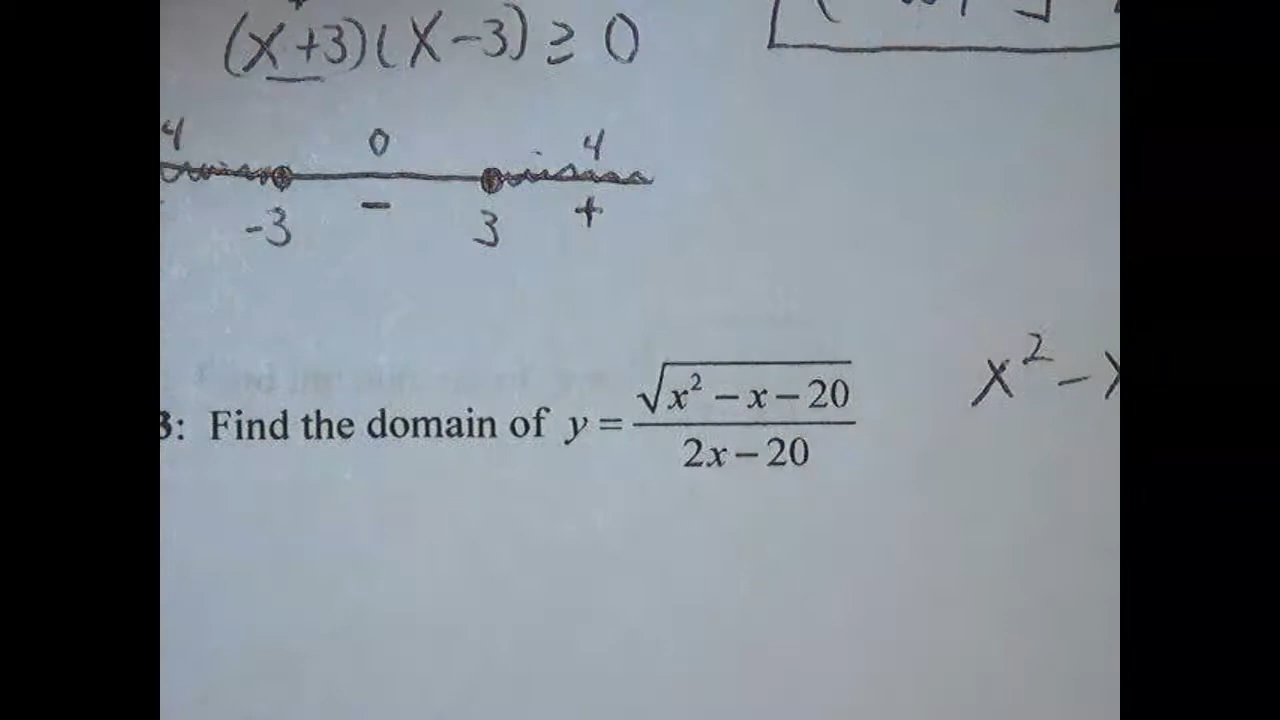 (x+3)(x-3) ≥ 0
4 0 4
-3 - 3 +
x² -
3: Find the domain of y = √(x² - x - 20) / (2x - 20)